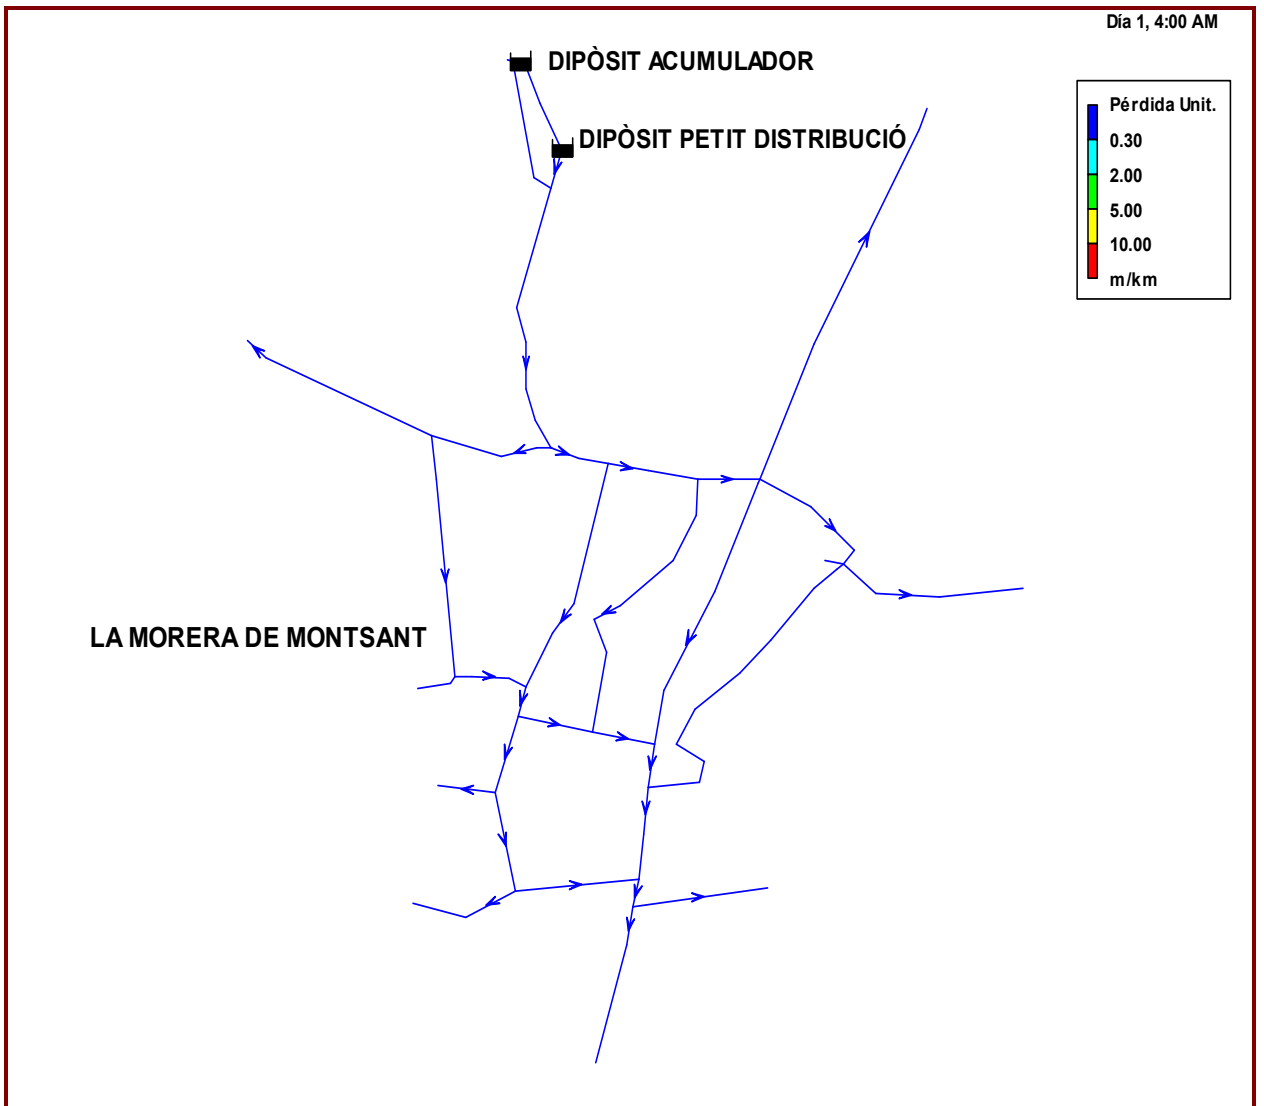 Día 1, 4:00 AM
DIPÒSIT ACUMULADOR
Pérdida Unit.
0.30
2.00
5.00
10.00
m/km
DIPÒSIT PETIT DISTRIBUCIÓ
LA MORERA DE MONTSANT